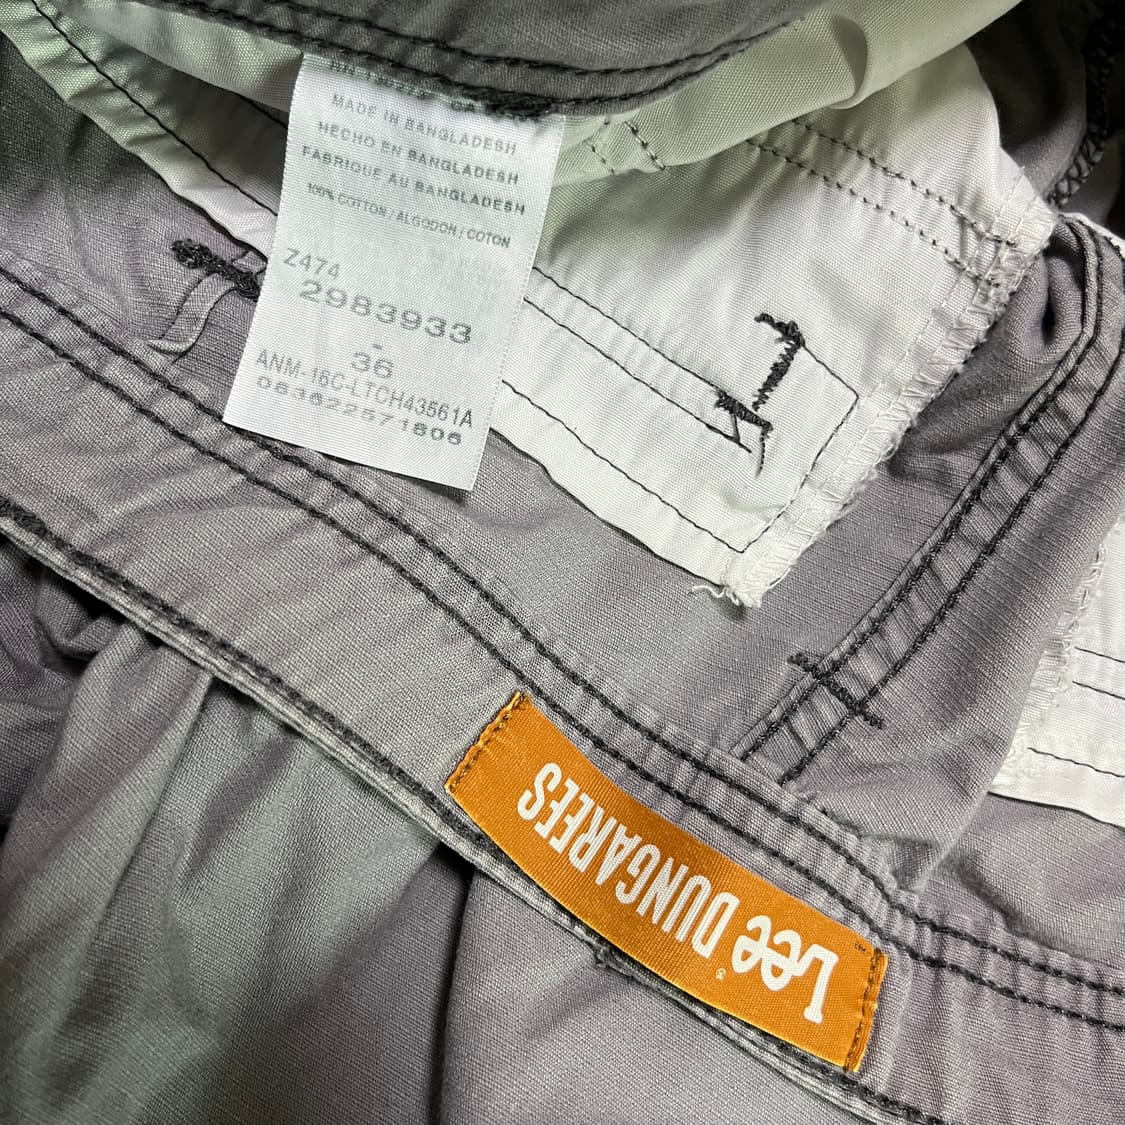 MADE IN BANGLADESH
HECHO EN BANGLADESH
FABRIQUE AU BANGLADESH
100% COTTON / ALGODON / COTON
Z474
2983933
-
36
ANM-16C-LTCH43561A
083622571806
Lee® DUNGAREES